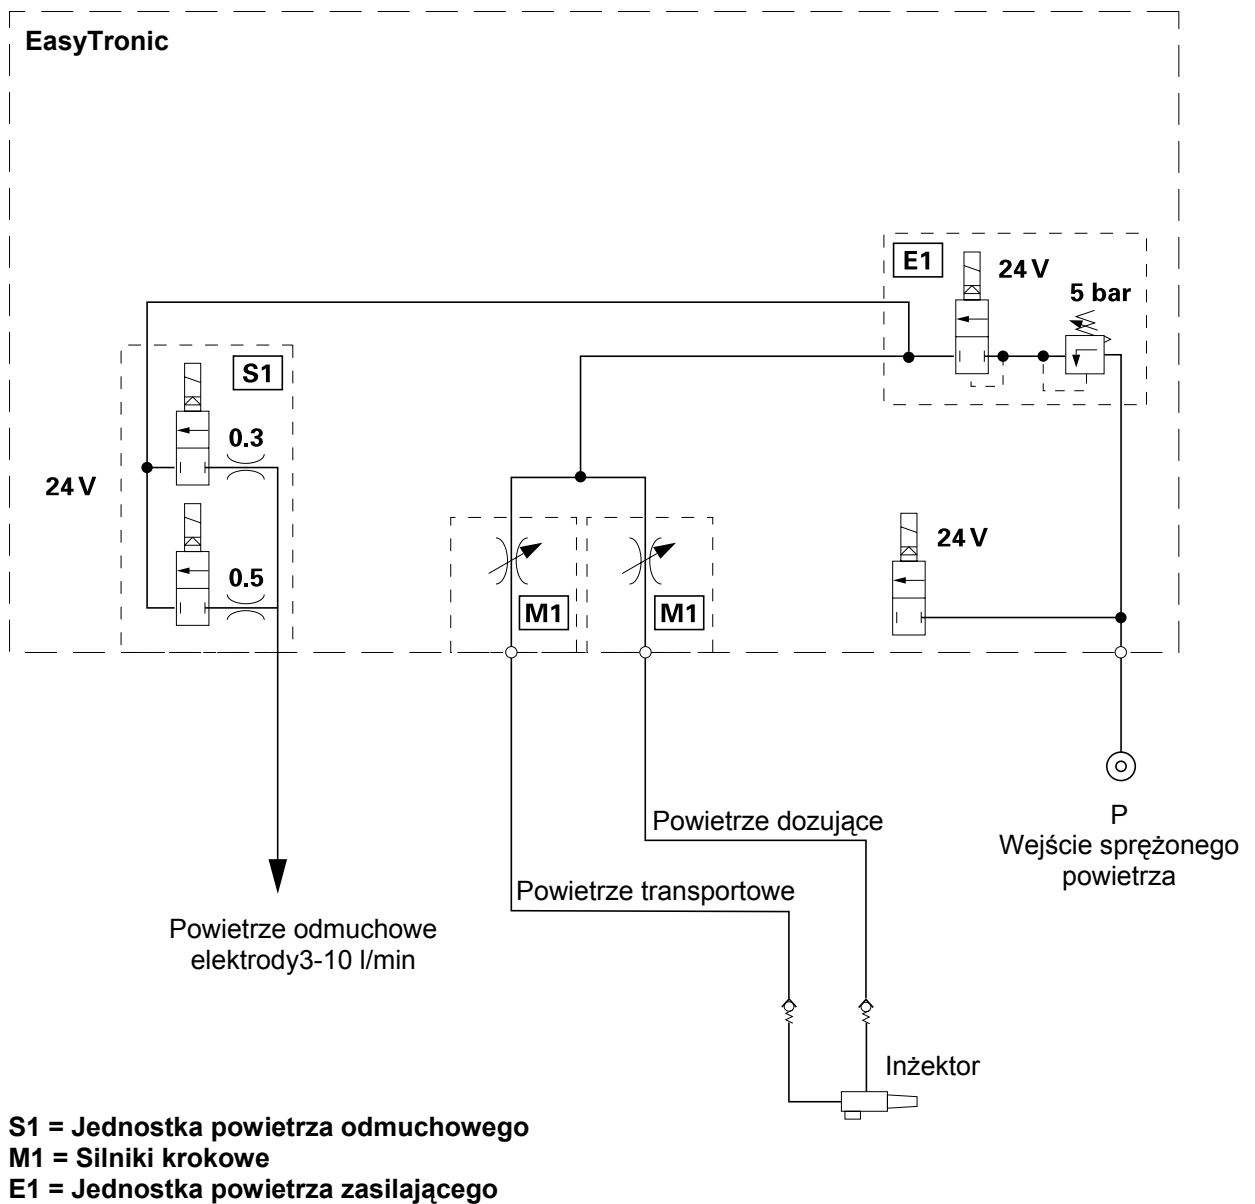 EasyTronic
E1
24 V
5 bar
S1
0.3
24 V
0.5
24 V
M1
M1
Powietrze dozujące
P
Wejście sprężonego
powietrza
Powietrze transportowe
Powietrze odmuchowe
elektrody3-10 l/min
Inżektor
S1 = Jednostka powietrza odmuchowego
M1 = Silniki krokowe
E1 = Jednostka powietrza zasilającego